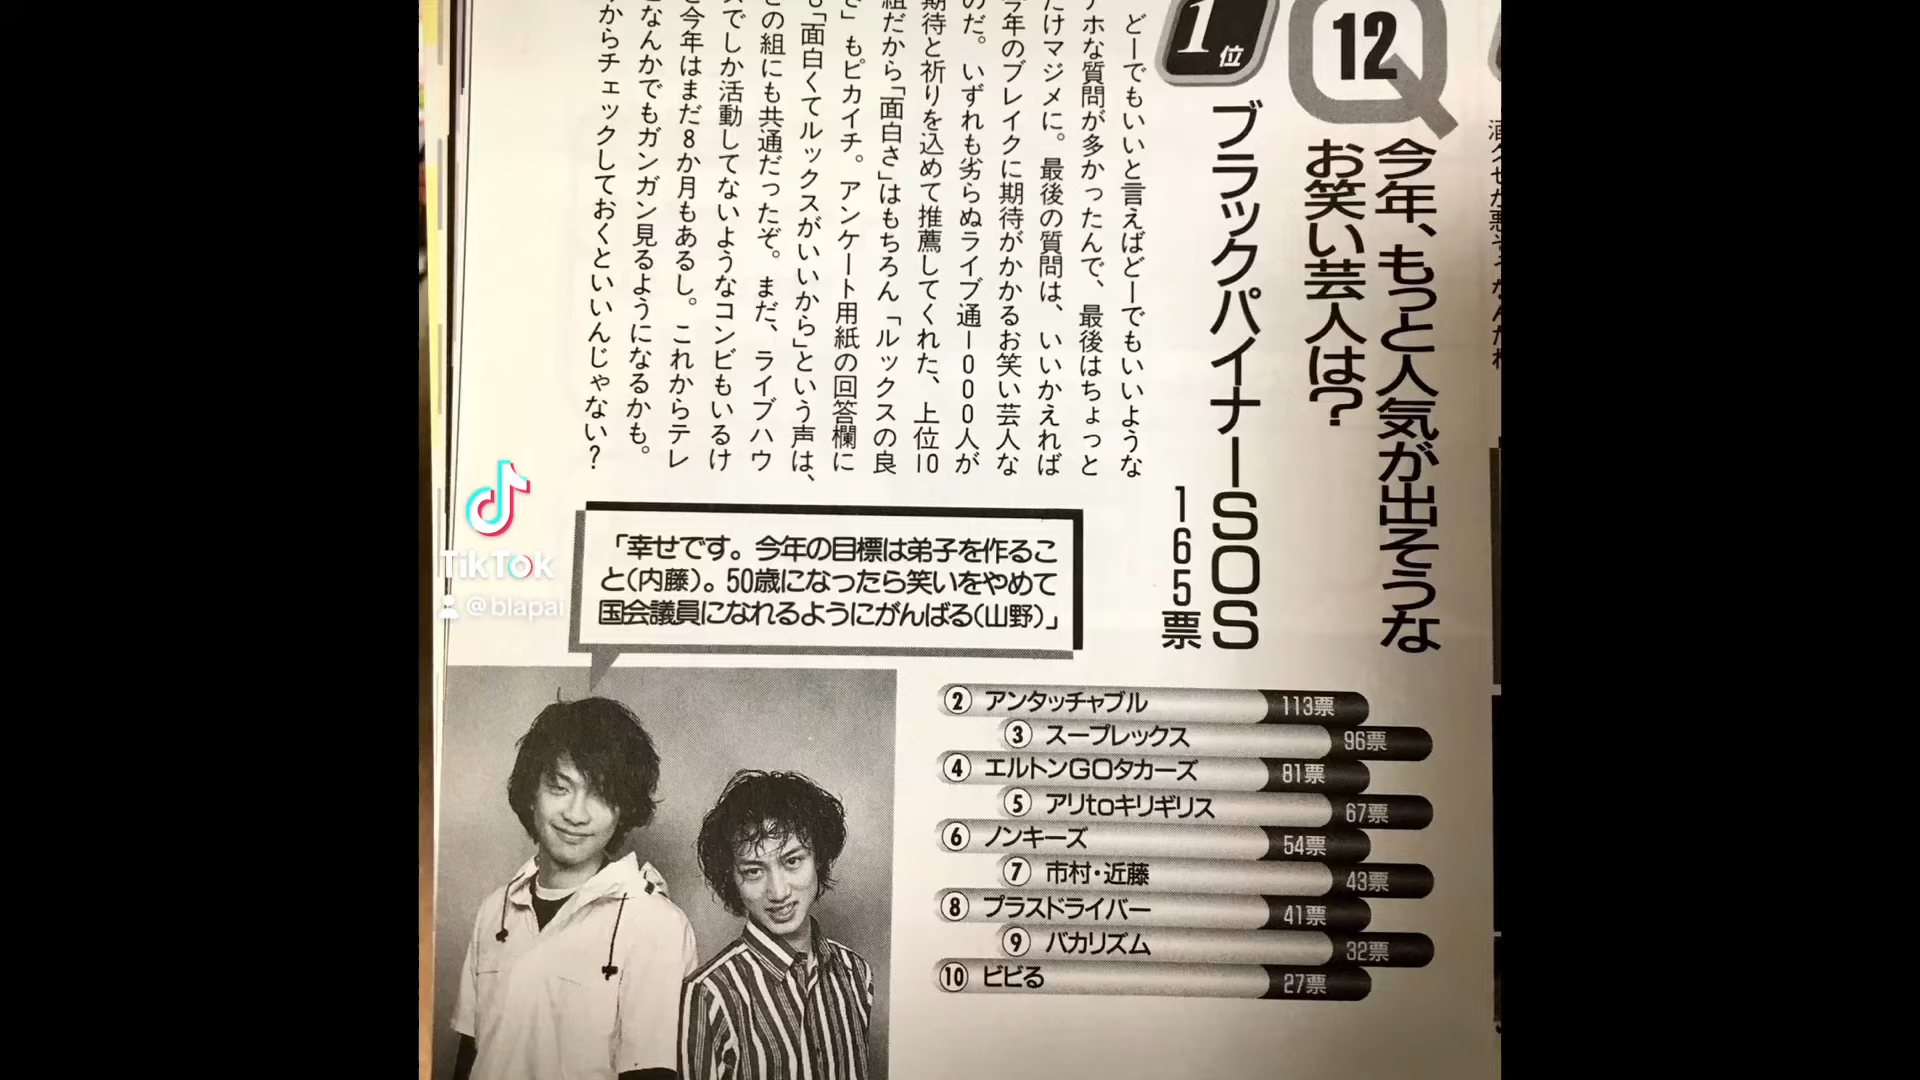 Q12
今年、もっと人気が出そうな
お笑い芸人は?
1位
ブラックパイナーSOS
165票
どーでもいいと言えばどーでもいいような
ホな質問が多かったんで、最後はちょっと
だけマジメに。最後の質問は、いいかえれば
今年のブレイクに期待がかかるお笑い芸人な
のだ。いずれも劣らぬライブ通1000人が
期待と祈りを込めて推薦してくれた、上位10
組だから「面白さ」はもちろん「ルックスの良
さ」もピカイチ。アンケート用紙の回答欄に
も「面白くてルックスがいいから」という声は、
どの組にも共通だったぞ。まだ、ライブハウ
スでしか活動してないようなコンビもいるけ
ど今年はまだ8か月もあるし。これからテレ
なんかでもガンガン見るようになるかも。
からチェックしておくといいんじゃない?
「幸せです。今年の目標は弟子を作るこ
と(内藤)。50歳になったら笑いをやめて
国会議員になれるようにがんばる(山野)」
② アンタッチャブル 113票
③ スープレックス 96票
④ エルトンGOタカーズ 81票
⑤ アリtoキリギリス 67票
⑥ ノンキーズ 54票
⑦ 市村・近藤 43票
⑧ プラスドライバー 41票
⑨ バカリズム 32票
⑩ ビビる 27票
TikTok
@blapai